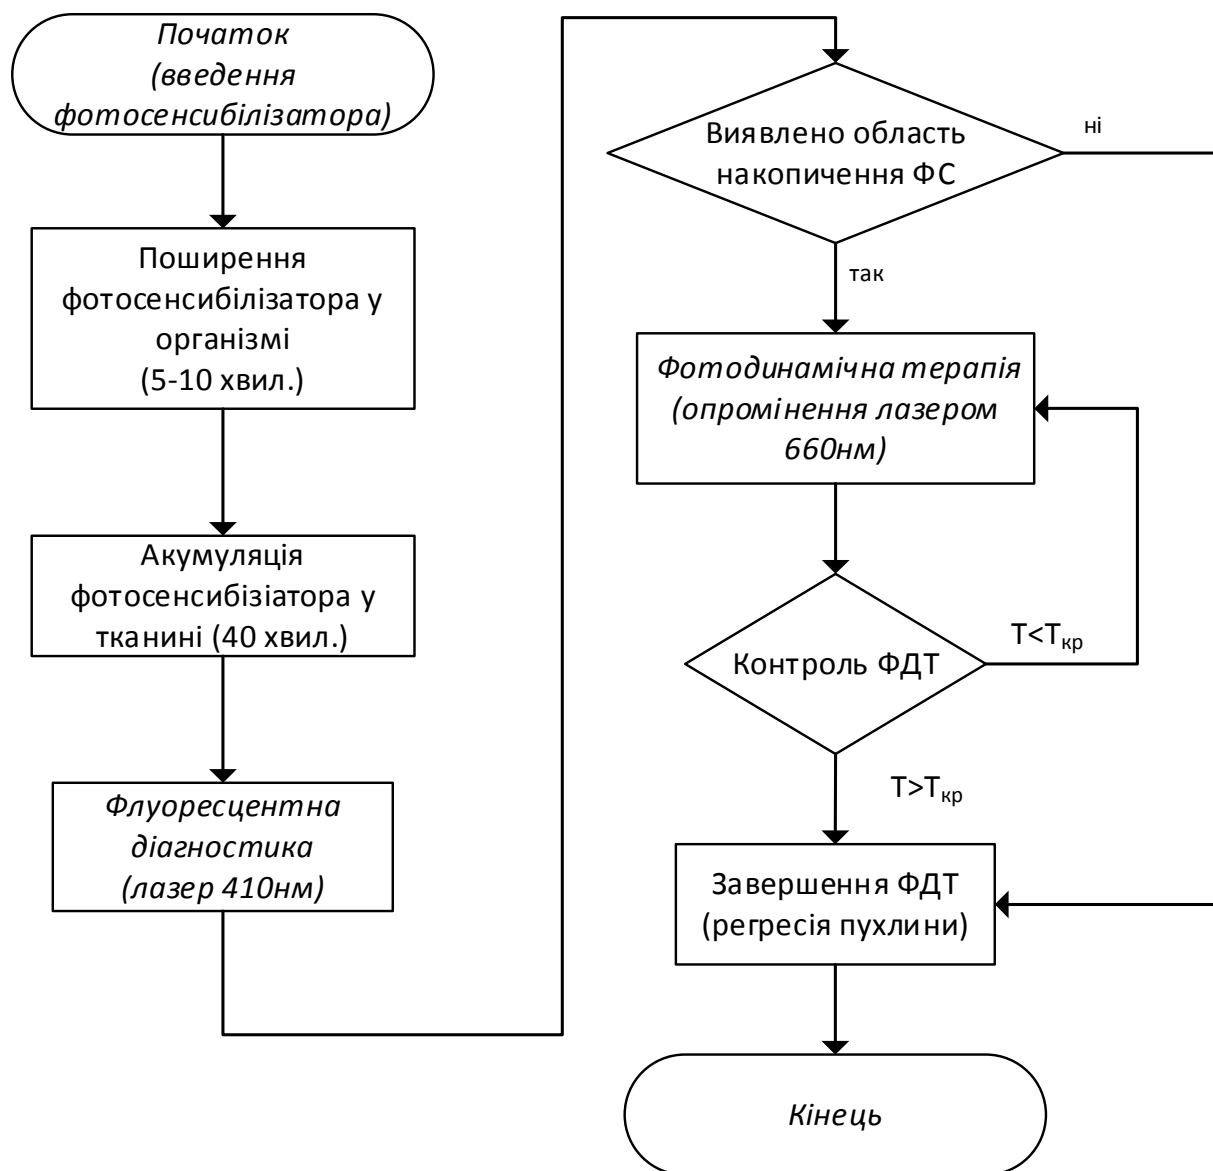 Початок
(введення
фотосенсибілізатора)
Поширення
фотосенсибілізатора у
організмі
(5-10 хвил.)
Акумуляція
фотосенсибізіатора у
тканині (40 хвил.)
Флуоресцентна
діагностика
(лазер 410нм)
Виявлено область
накопичення ФС
ні
так
Фотодинамічна терапія
(опромінення лазером
660нм)
Контроль ФДТ
T<Tкр
T>Tкр
Завершення ФДТ
(регресія пухлини)
Кінець